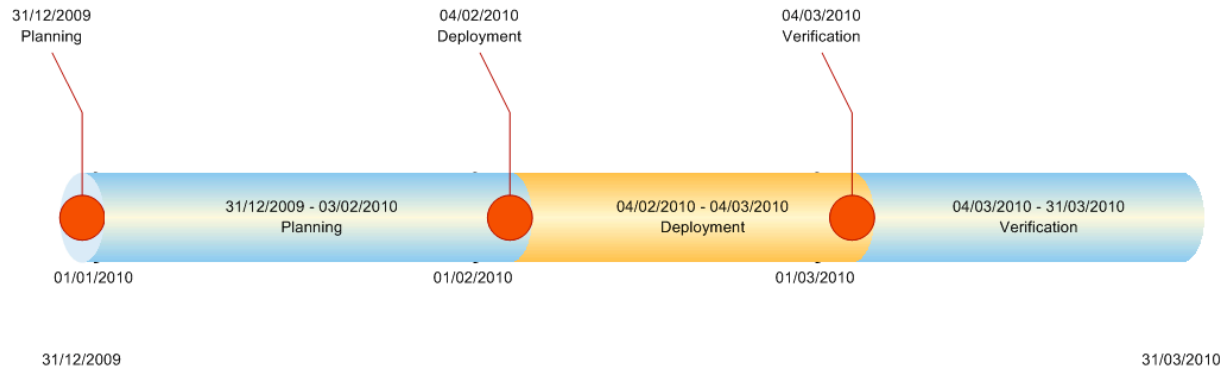 31/12/2009
Planning
04/02/2010
Deployment
04/03/2010
Verification
31/12/2009 - 03/02/2010
Planning
04/02/2010 - 04/03/2010
Deployment
04/03/2010 - 31/03/2010
Verification
01/01/2010
01/02/2010
01/03/2010
31/12/2009
31/03/2010